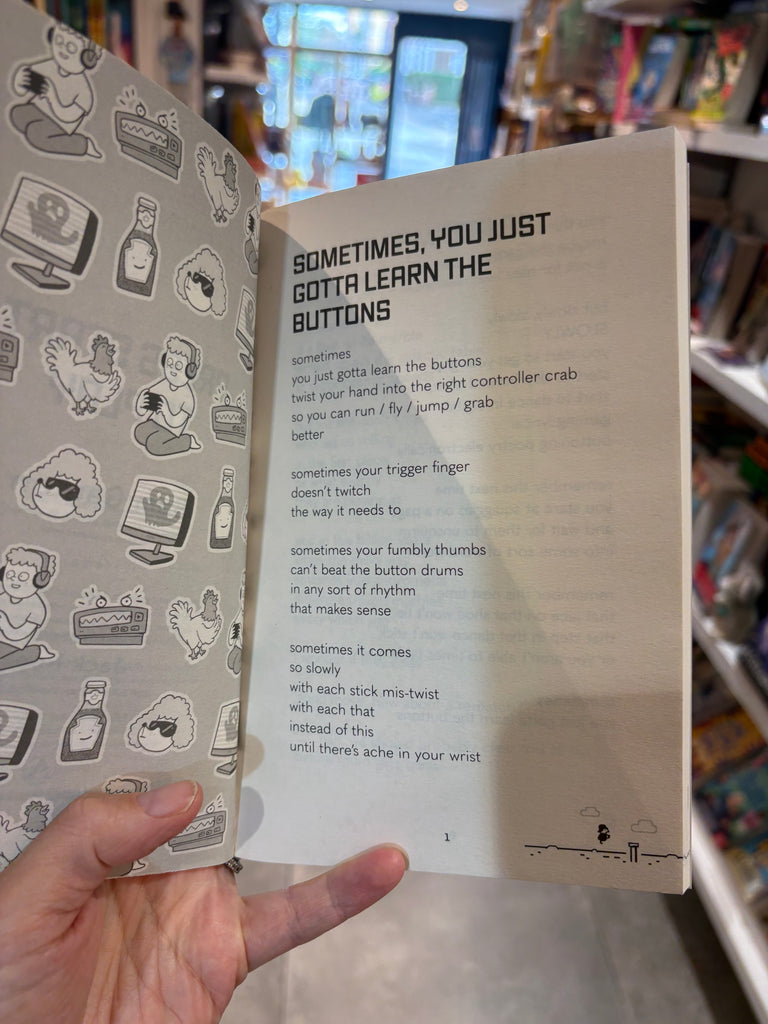 SOMETIMES, YOU JUST
GOTTA LEARN THE
BUTTONS
sometimes
you just gotta learn the buttons
twist your hand into the right controller crab
so you can run / fly / jump / grab
better
sometimes your trigger finger
doesn't twitch
the way it needs to
sometimes your fumbly thumbs
can't beat the button drums
in any sort of rhythm
that makes sense
sometimes it comes
so slowly
with each stick mis-twist
with each that
instead of this
until there's ache in your wrist
1